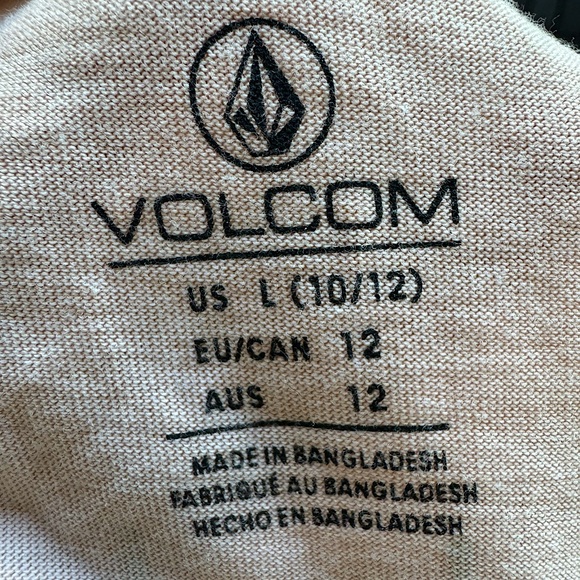 VOLCOM
US L (10/12)
EU/CAN 12
AUS 12
MADE IN BANGLADESH
FABRIQUÉ AU BANGLADESH
HECHO EN BANGLADESH